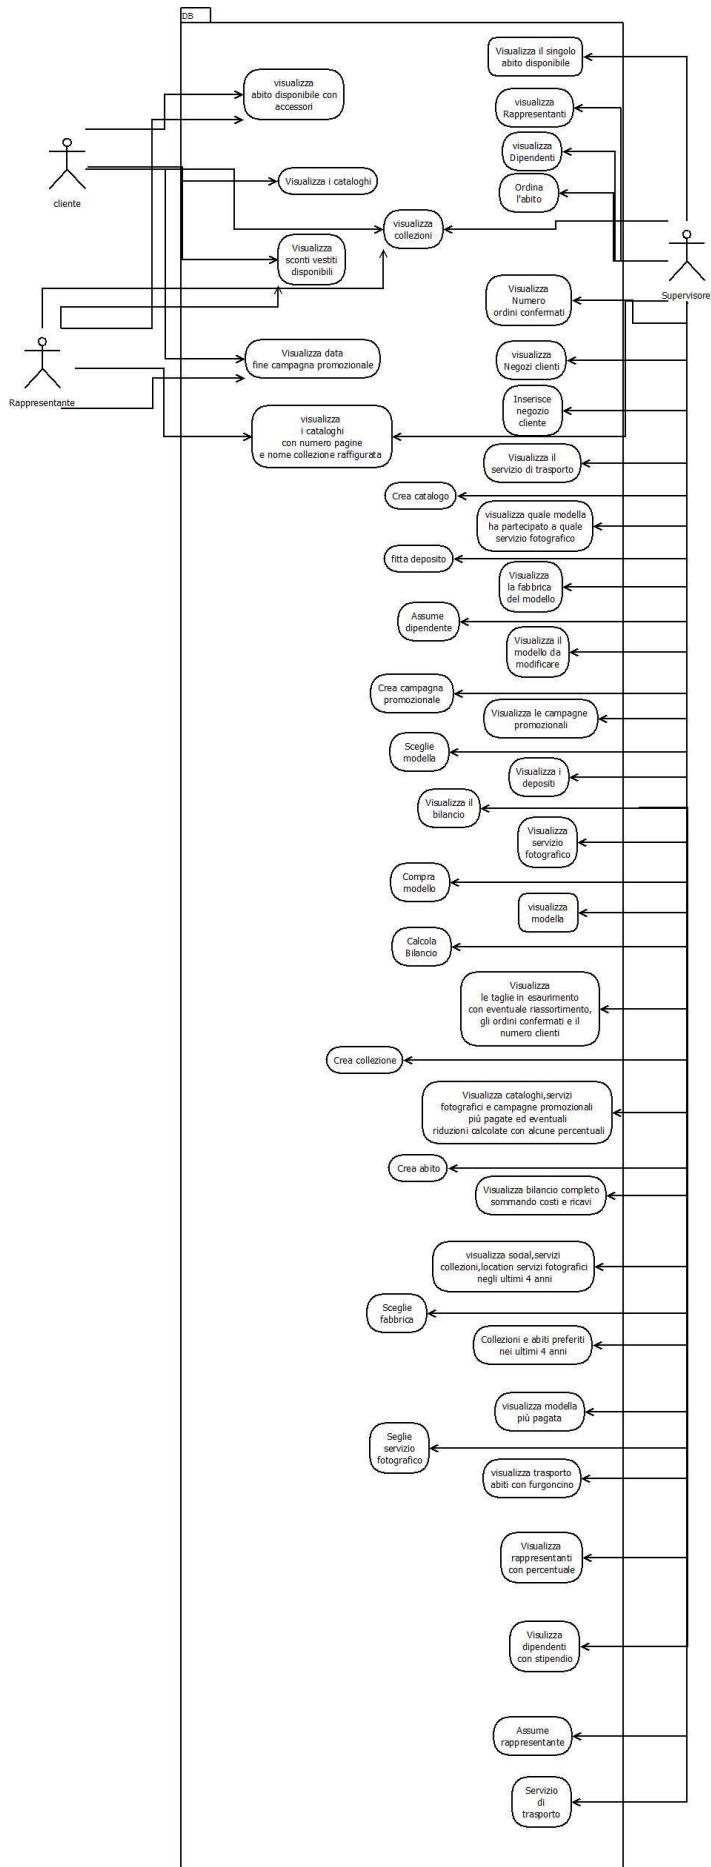 DB
Visualizza il singolo
abito disponibile
visualizza
abito disponibile con
accessori
visualizza
Rappresentanti
visualizza
Dipendenti
cliente
Visualizza i cataloghi
Ordina
l'abito
visualizza
collezioni
Visualizza
sconti vestiti
disponibili
Supervisore
Visualizza
Numero
ordini confermati
Rappresentante
Visualizza data
fine campagna promozionale
visualizza
Negozi clienti
Inserisce
negozio
cliente
visualizza
i cataloghi
con numero pagine
e nome collezione raffigurata
Visualizza il
servizio di trasporto
Crea catalogo
visualizza quale modella
ha partecipato a quale
servizio fotografico
fitta deposito
Visualizza
la fabbrica
del modello
Assume
dipendente
Visualizza il
modello da
modificare
Crea campagna
promozionale
Visualizza le campagne
promozionali
Sceglie
modella
Visualizza i
depositi
Visualizza il
bilancio
Visualizza
servizio
fotografico
Compra
modello
visualizza
modella
Calcola
Bilancio
Visualizza
le taglie in esaurimento
con eventuale riassortimento,
gli ordini confermati e il
numero clienti
Crea collezione
Visualizza cataloghi,servizi
fotografici e campagne promozionali
più pagate ed eventuali
riduzioni calcolate con alcune percentuali
Crea abito
Visualizza bilancio completo
sommando costi e ricavi
visualizza social,servizi
collezioni,location servizi fotografici
negli ultimi 4 anni
Sceglie
fabbrica
Collezioni e abiti preferiti
nei ultimi 4 anni
visualizza modella
più pagata
Seglie
servizio
fotografico
visualizza trasporto
abiti con furgoncino
Visualizza
rappresentanti
con percentuale
Visulizza
dipendenti
con stipendio
Assume
rappresentante
Servizio
di
trasporto